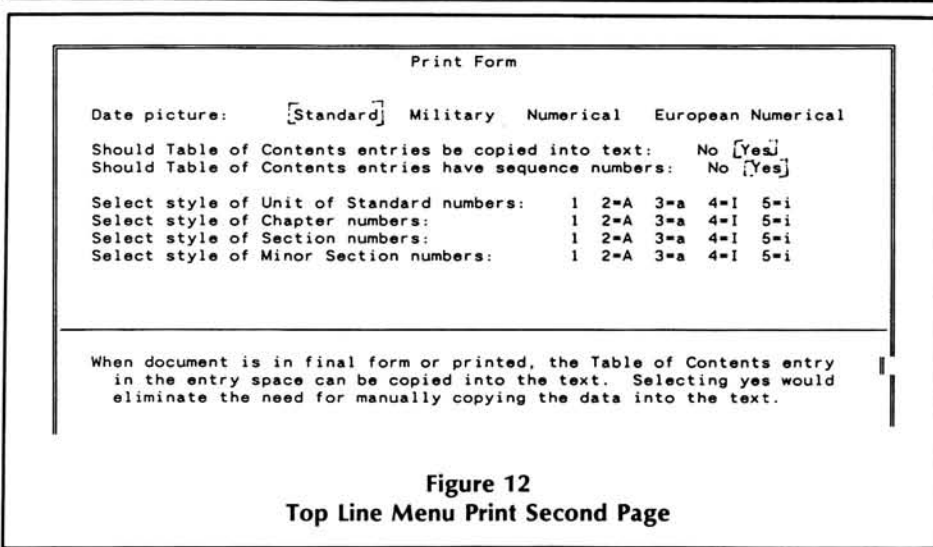 Print Form
Date picture: [Standard] Military Numerical European Numerical
Should Table of Contents entries be copied into text: No [Yes]
Should Table of Contents entries have sequence numbers: No [Yes]
Select style of Unit of Standard numbers: 1 2=A 3=a 4=I 5=i
Select style of Chapter numbers: 1 2=A 3=a 4=I 5=i
Select style of Section numbers: 1 2=A 3=a 4=I 5=i
Select style of Minor Section numbers: 1 2=A 3=a 4=I 5=i
When document is in final form or printed, the Table of Contents entry
in the entry space can be copied into the text. Selecting yes would
eliminate the need for manually copying the data into the text.
Figure 12
Top Line Menu Print Second Page